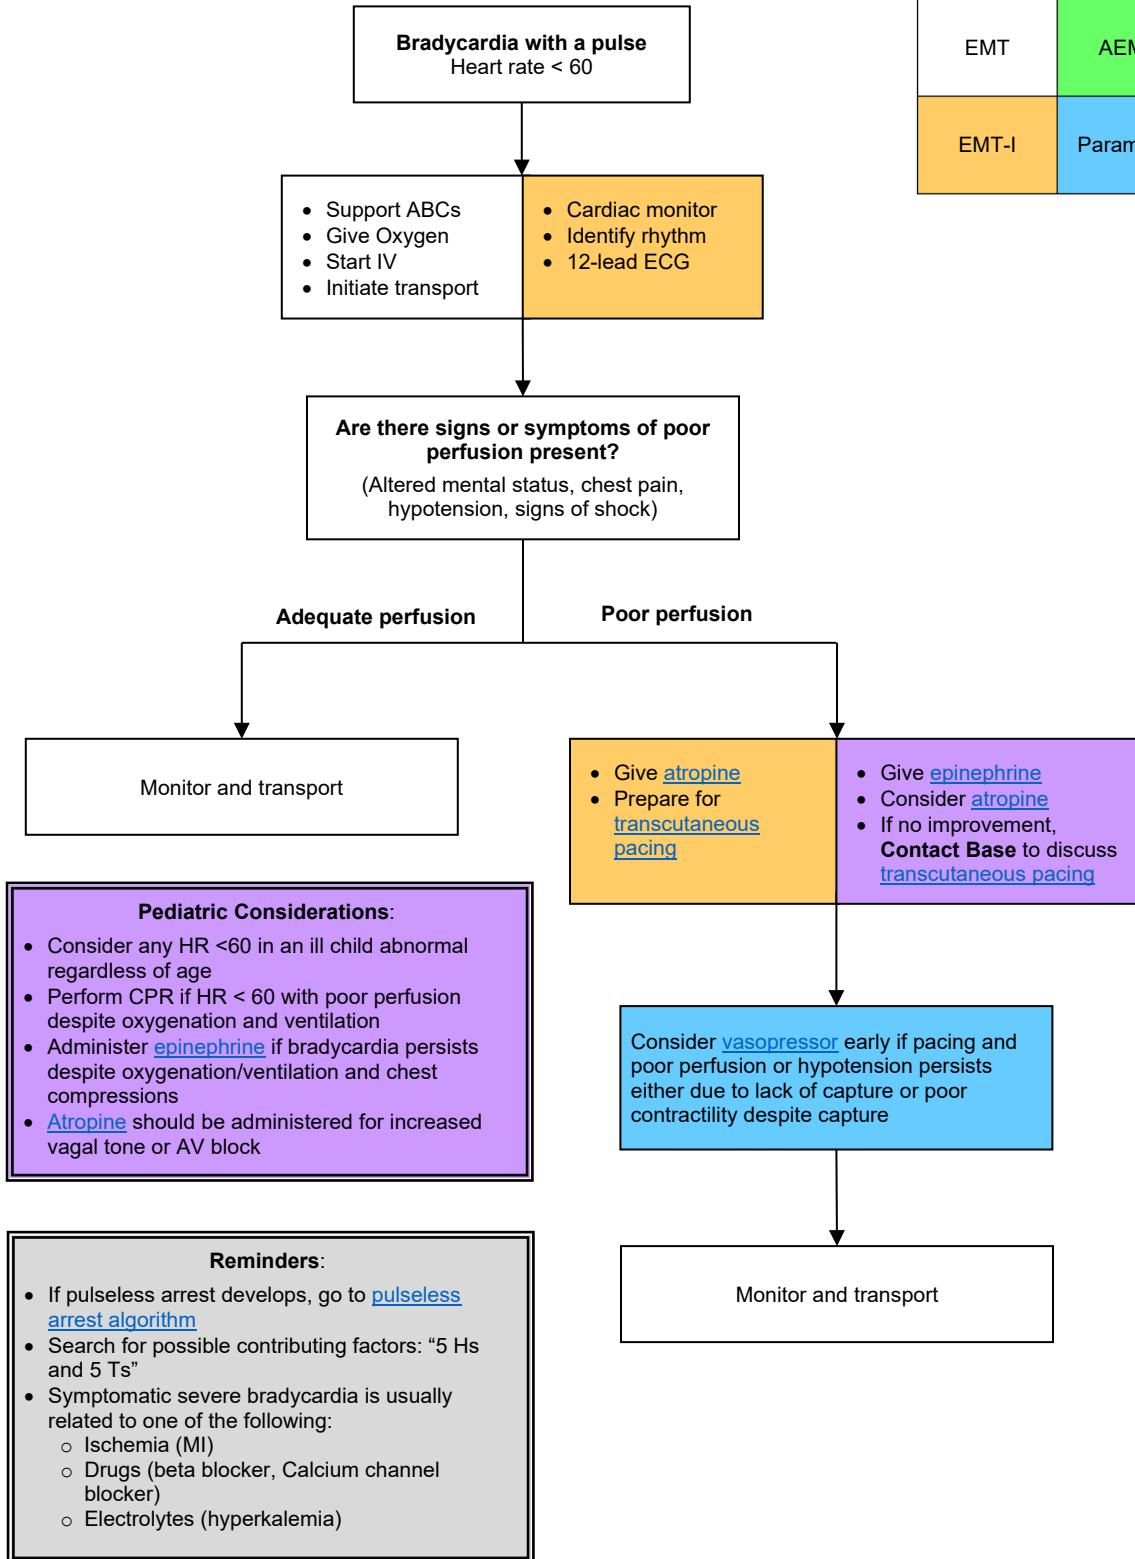 Bradycardia with a pulse
Heart rate < 60
EMT
EMT-I
• Support ABCs
• Give Oxygen
• Start IV
• Initiate transport
• Cardiac monitor
• Identify rhythm
• 12-lead ECG
Are there signs or symptoms of poor
perfusion present?
(Altered mental status, chest pain,
hypotension, signs of shock)
Adequate perfusion
Poor perfusion
Monitor and transport
• Give atropine
• Prepare for
transcutaneous
pacing
• Give epinephrine
• Consider atropine
• If no improvement,
Contact Base to discuss
transcutaneous pacing
Pediatric Considerations:
• Consider any HR <60 in an ill child abnormal
regardless of age
• Perform CPR if HR < 60 with poor perfusion
despite oxygenation and ventilation
• Administer epinephrine if bradycardia persists
despite oxygenation/ventilation and chest
compressions
• Atropine should be administered for increased
vagal tone or AV block
Consider vasopressor early if pacing and
poor perfusion or hypotension persists
either due to lack of capture or poor
contractility despite capture
Monitor and transport
Reminders:
• If pulseless arrest develops, go to pulseless
arrest algorithm
• Search for possible contributing factors: “5 Hs
and 5 Ts”
• Symptomatic severe bradycardia is usually
related to one of the following:
o Ischemia (MI)
o Drugs (beta blocker, Calcium channel
blocker)
o Electrolytes (hyperkalemia)